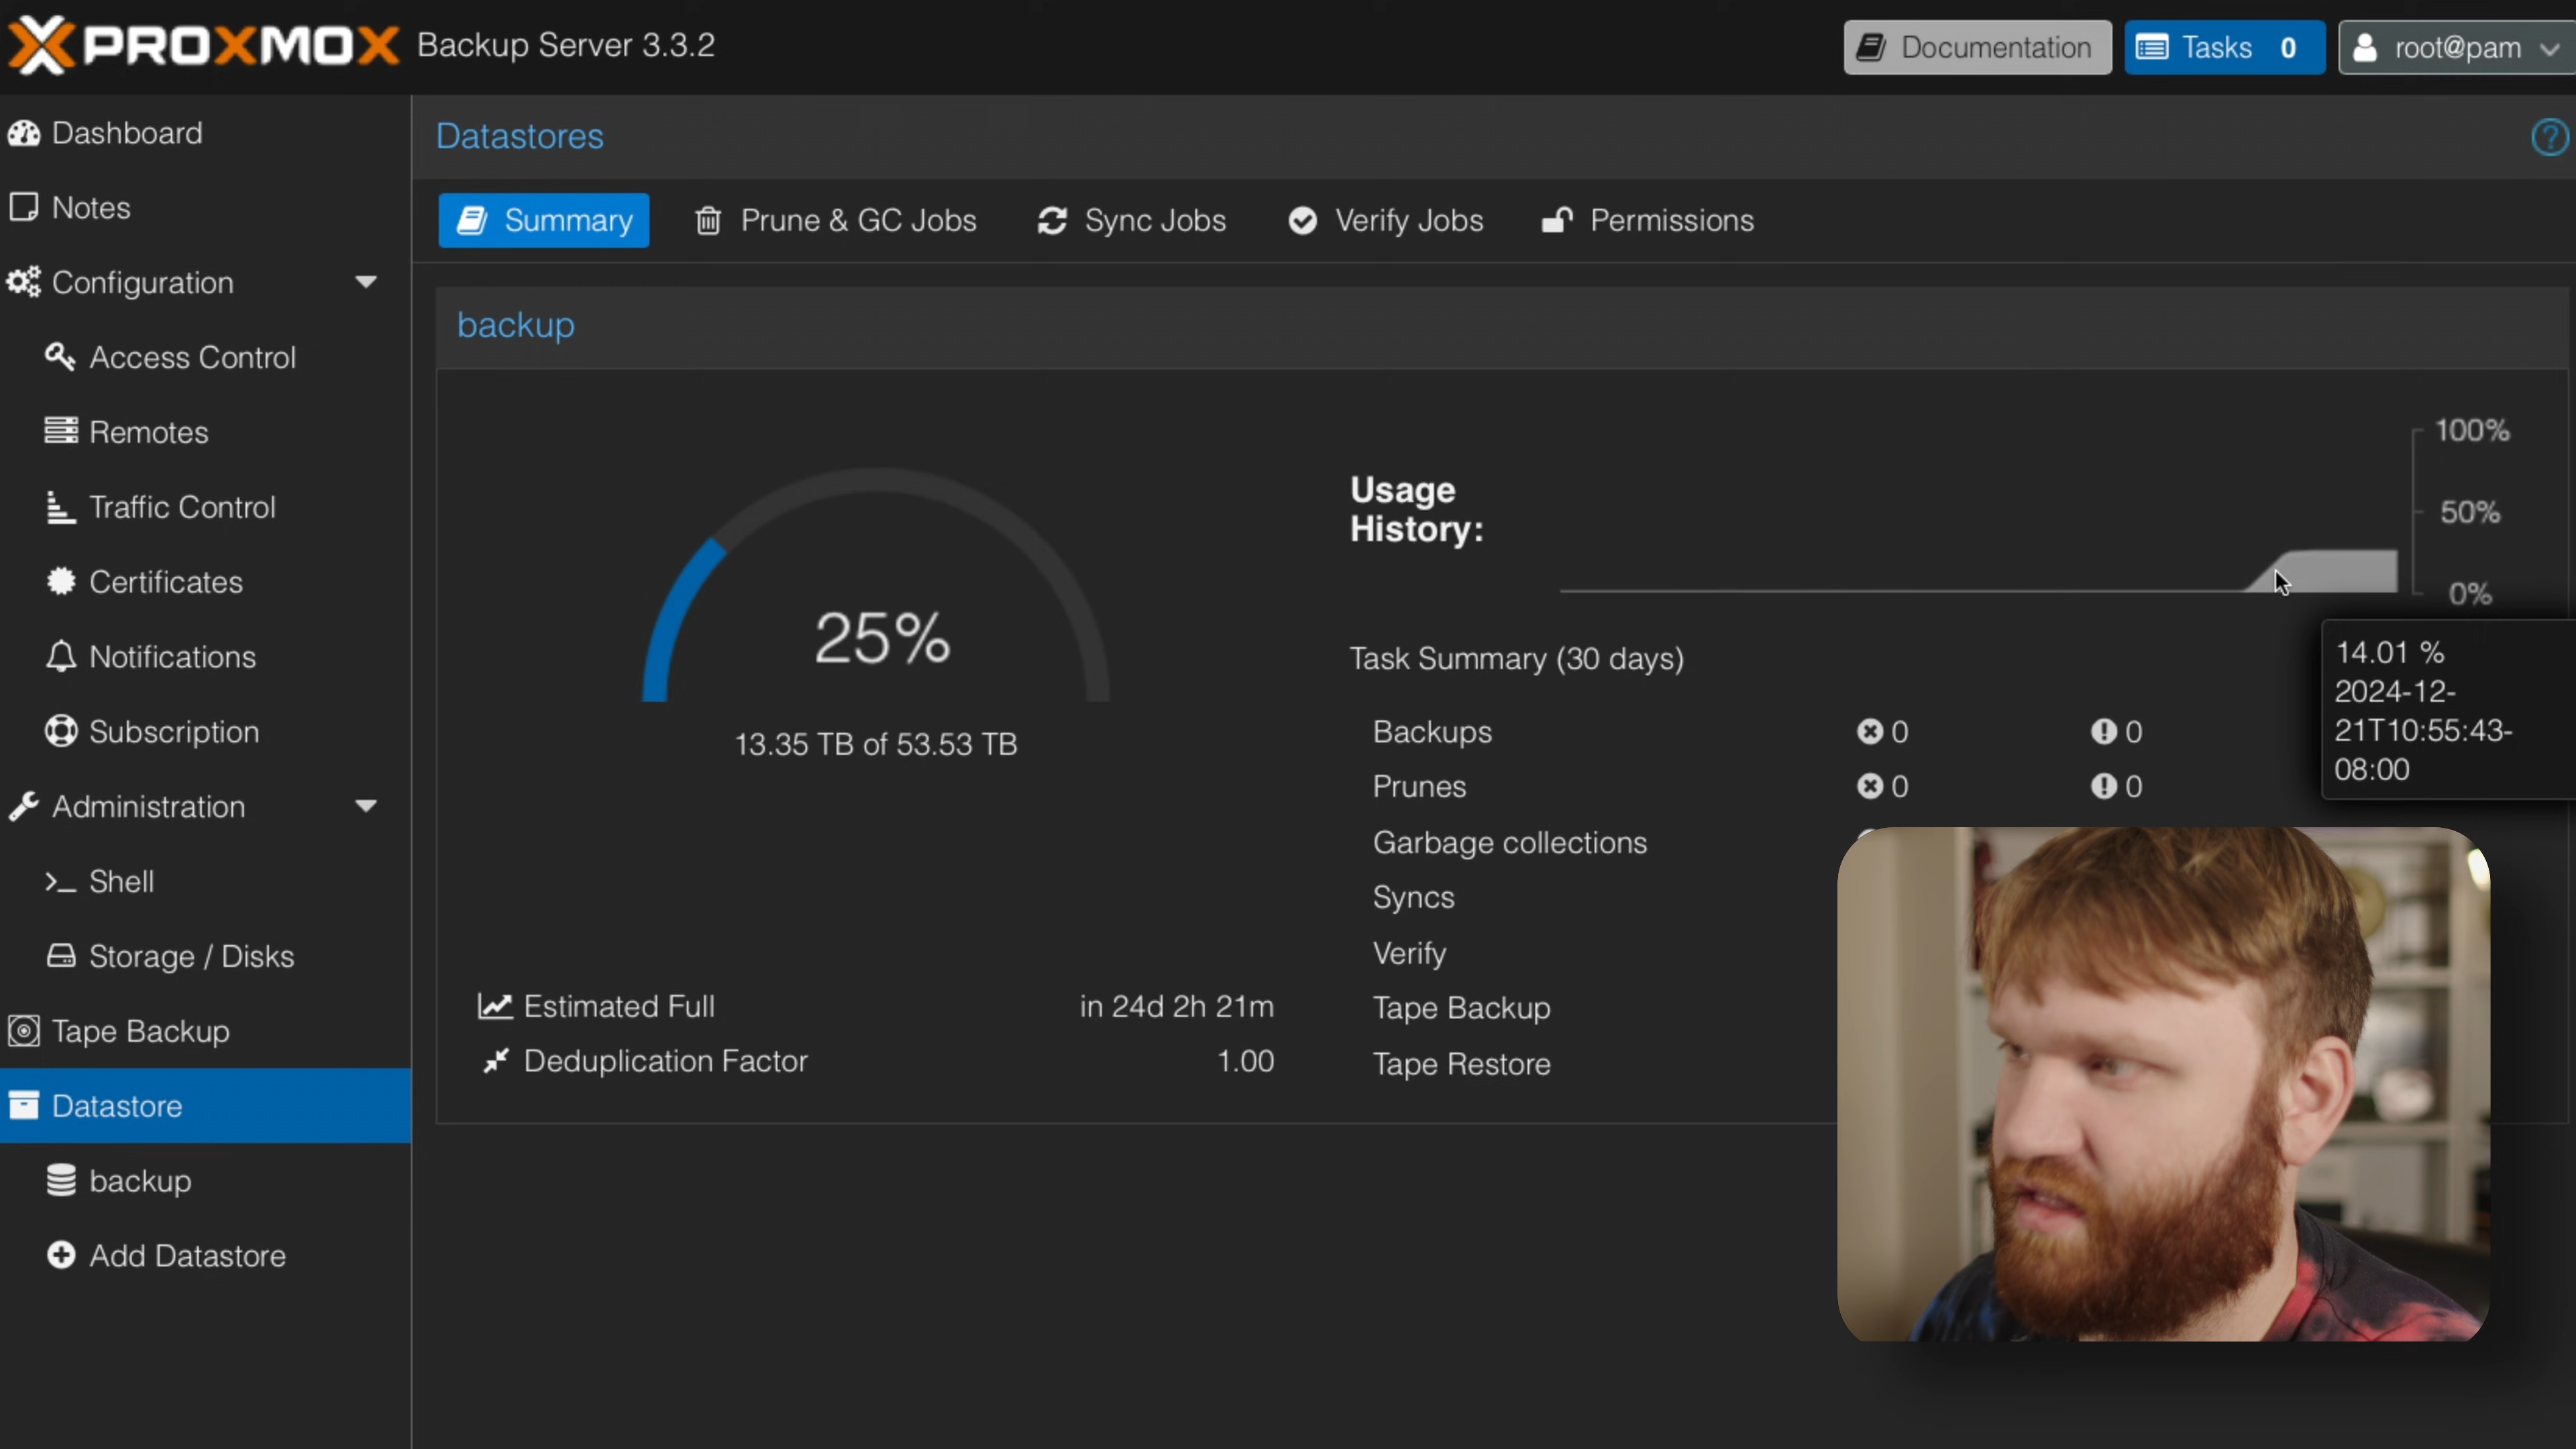 PROXMOX Backup Server 3.3.2
Documentation
Tasks 0
root@pam
Dashboard
Notes
Configuration
Access Control
Remotes
Traffic Control
Certificates
Notifications
Subscription
Administration
Shell
Storage / Disks
Tape Backup
Datastore
backup
Add Datastore
Datastores
Summary
Prune & GC Jobs
Sync Jobs
Verify Jobs
Permissions
backup
25%
13.35 TB of 53.53 TB
Estimated Full in 24d 2h 21m
Deduplication Factor 1.00
Usage
History:
100%
50%
0%
14.01 %
2024-12-
21T10:55:43-
08:00
Task Summary (30 days)
Backups 0 0
Prunes 0 0
Garbage collections
Syncs
Verify
Tape Backup
Tape Restore